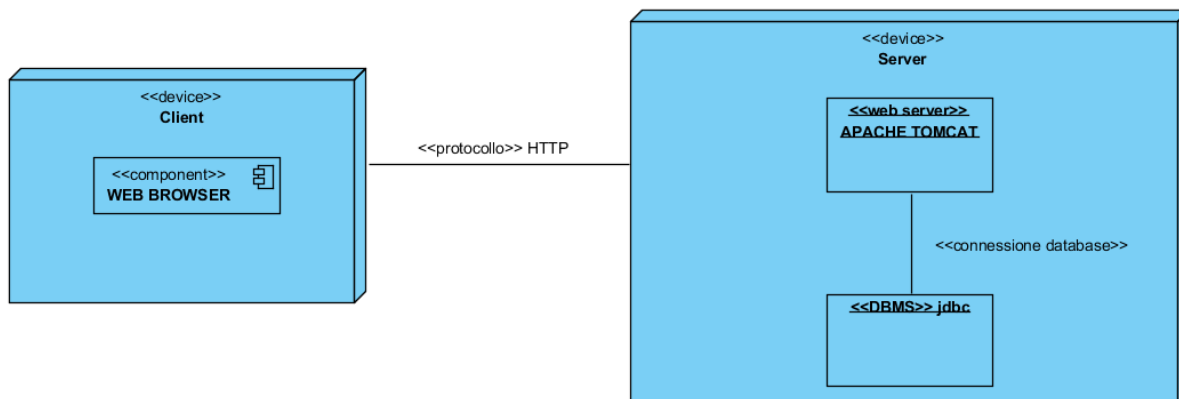 <<device>>
Client
<<component>>
WEB BROWSER
<<protocollo>> HTTP
<<device>>
Server
<<web server>>
APACHE TOMCAT
<<connessione database>>
<<DBMS>> jdbc